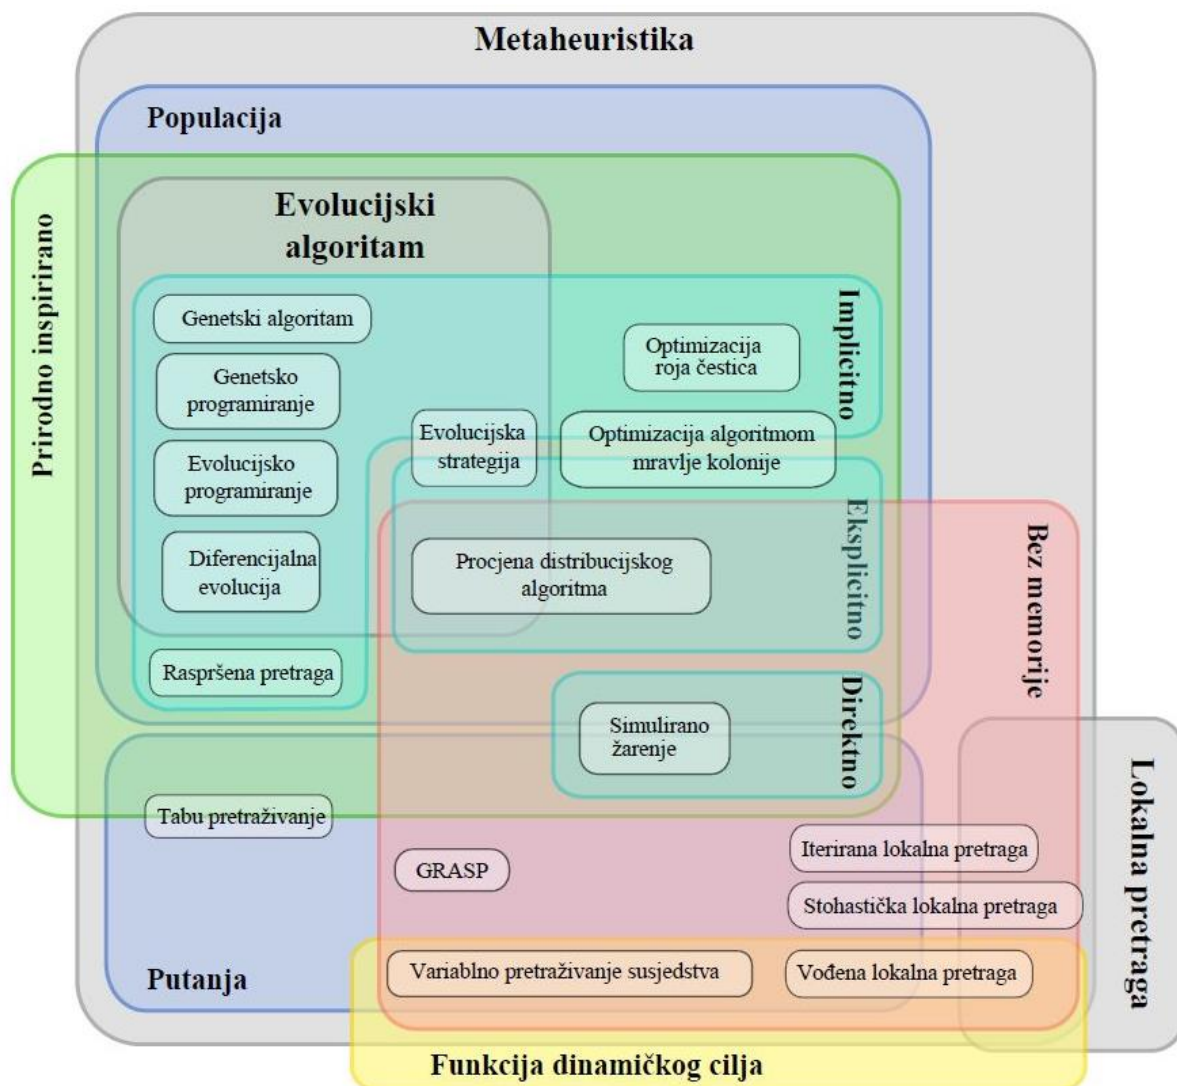 Metaheuristika
Populacija
Prirodno inspirirano
Evolucijski
algoritam
Implicitno
Genetski algoritam
Optimizacija
roja čestica
Genetsko
programiranje
Evolucijska
strategija
Optimizacija algoritmom
mravlje kolonije
Evolucijsko
programiranje
Eksplicitno
Bez memorije
Diferencijalna
evolucija
Procjena distribucijskog
algoritma
Raspršena pretraga
Direktno
Simulirano
žarenje
Lokalna pretraga
Tabu pretraživanje
GRASP
Iterirana lokalna pretraga
Stohastička lokalna pretraga
Putanja
Variablno pretraživanje susjedstva
Vođena lokalna pretraga
Funkcija dinamičkog cilja